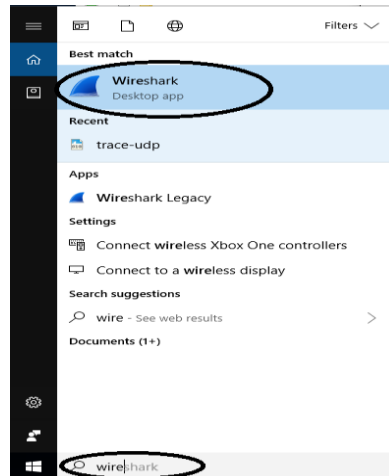 Filters
Best match
Wireshark
Desktop app
Recent
trace-udp
Apps
Wireshark Legacy
Settings
Connect wireless Xbox One controllers
Connect to a wireless display
Search suggestions
wire - See web results
Documents (1+)
wireshark